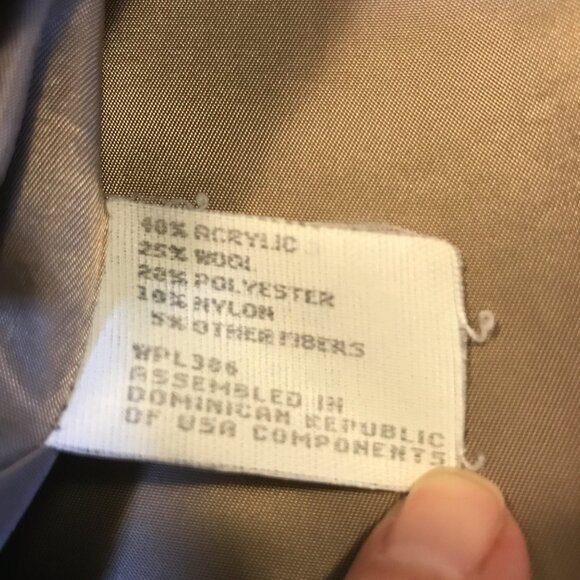 40% ACRYLIC
25% WOOL
20% POLYESTER
10% NYLON
5% OTHER FIBERS
WPL386
ASSEMBLED IN
DOMINICAN REPUBLIC
OF USA COMPONENTS